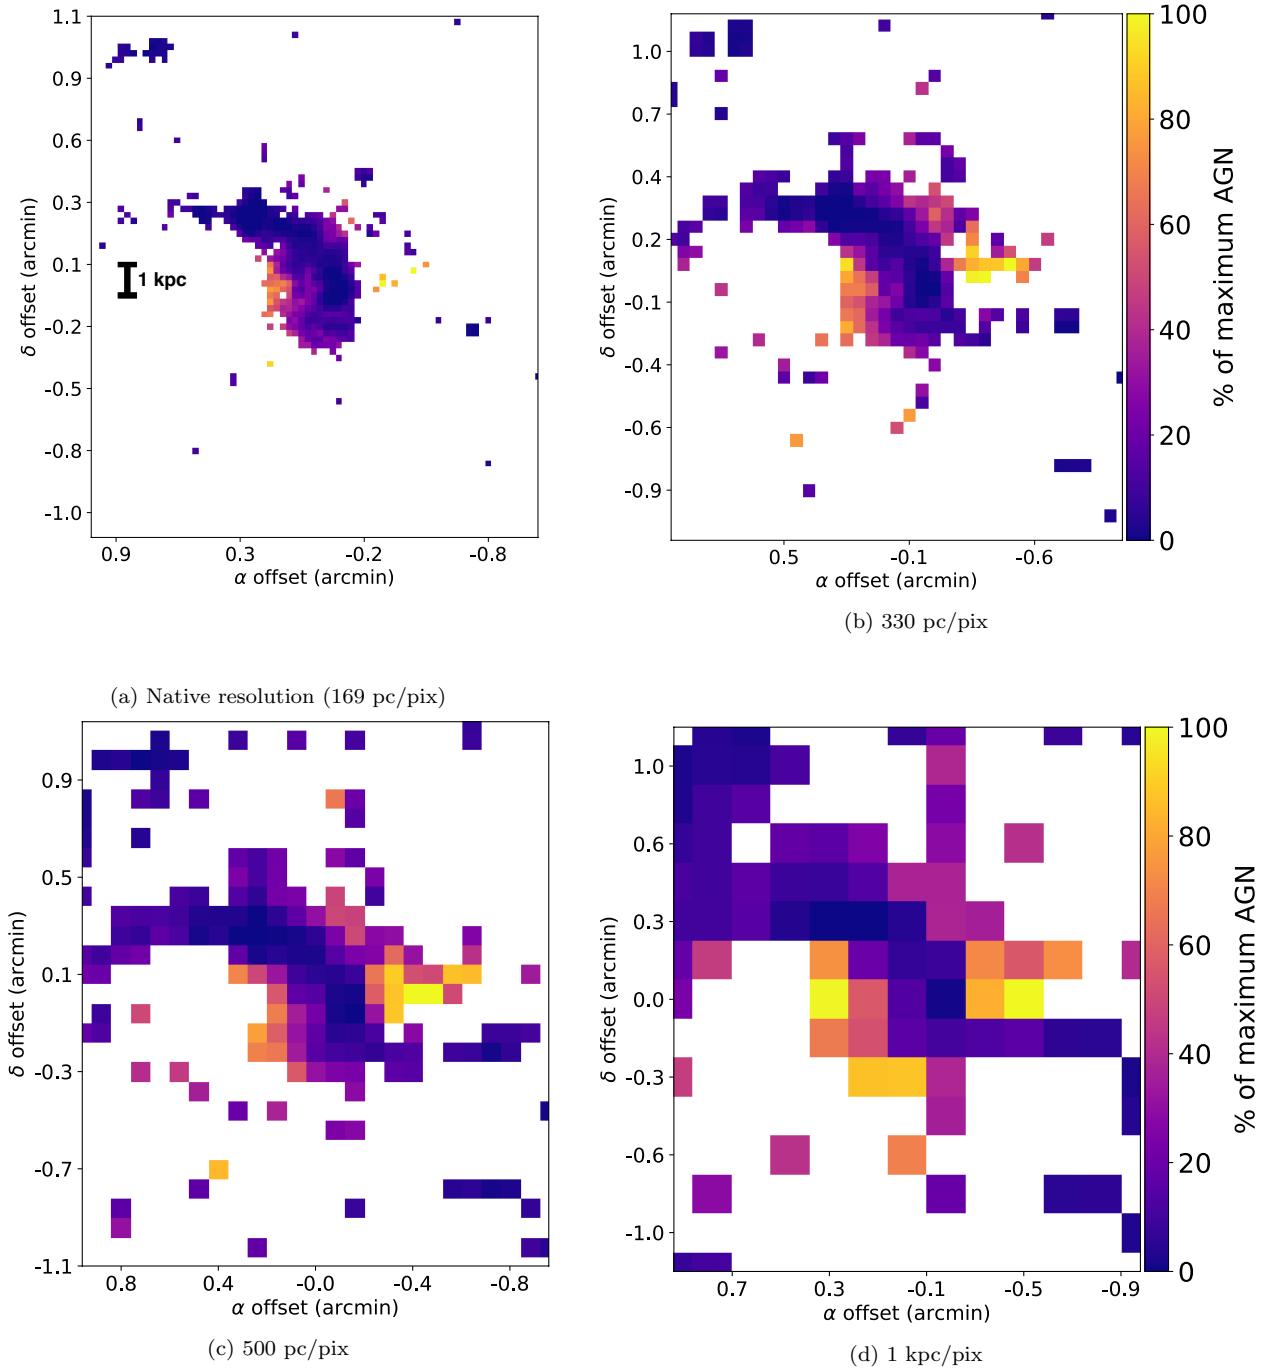 1.1
0.9
0.6
0.3
0.1
-0.2
-0.5
-0.8
-1.0
δ offset (arcmin)
1 kpc
0.9 0.3 -0.2 -0.8
α offset (arcmin)
(a) Native resolution (169 pc/pix)
1.0
0.7
0.4
0.2
-0.1
-0.4
-0.6
-0.9
δ offset (arcmin)
0.5 -0.1 -0.6
α offset (arcmin)
100
80
60
40
20
0
% of maximum AGN
(b) 330 pc/pix
0.9
0.5
0.1
-0.3
-0.7
-1.1
δ offset (arcmin)
0.8 0.4 -0.0 -0.4 -0.8
α offset (arcmin)
(c) 500 pc/pix
1.0
0.6
0.3
0.0
-0.3
-0.6
-1.0
δ offset (arcmin)
0.7 0.3 -0.1 -0.5 -0.9
α offset (arcmin)
100
80
60
40
20
0
% of maximum AGN
(d) 1 kpc/pix